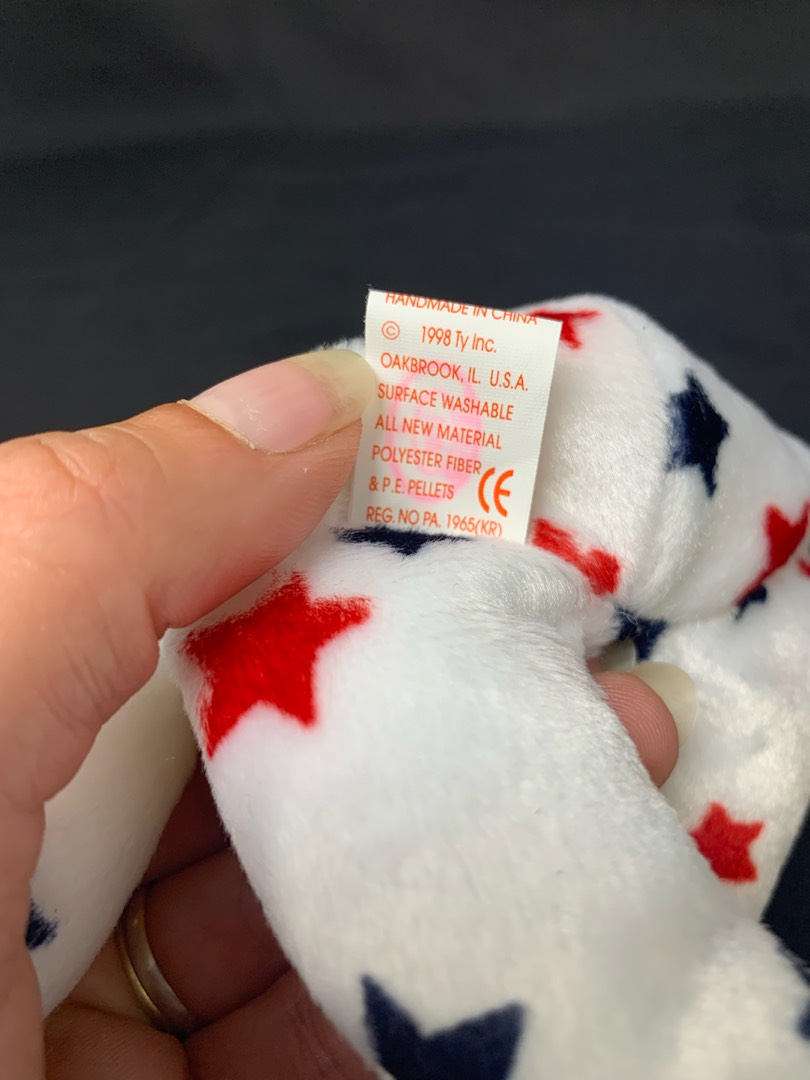 HANDMADE IN CHINA
© 1998 Ty Inc.
OAKBROOK, IL. U.S.A.
SURFACE WASHABLE
ALL NEW MATERIAL
POLYESTER FIBER
& P.E. PELLETS CE
REG. NO PA. 1965(KR)